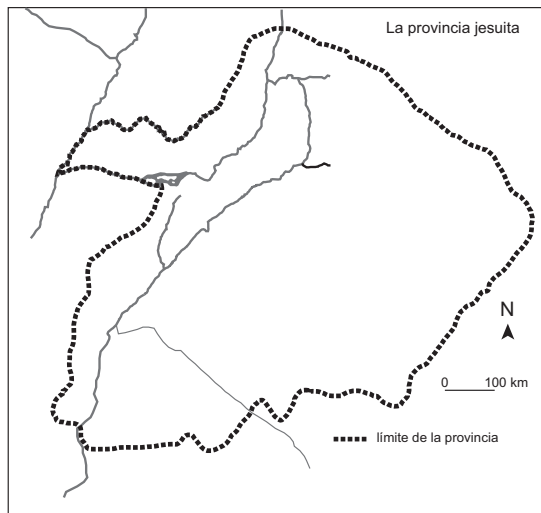 La provincia jesuita
N
0 100 km
límite de la provincia